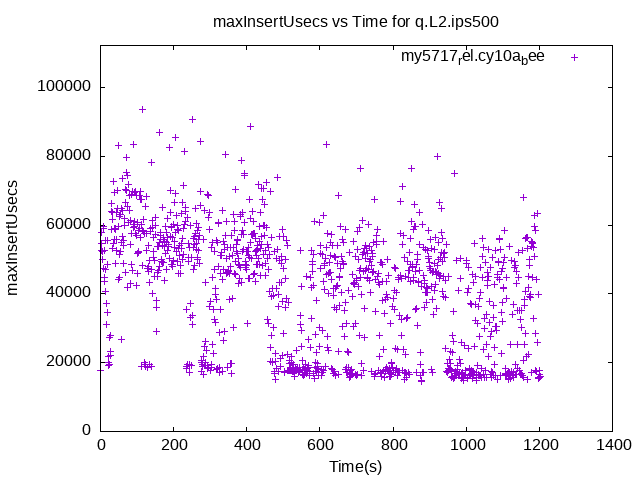 maxInsertUsecs vs Time for q.L2.ips500
my5717rel.cy10abee
100000
80000
60000
40000
20000
0
maxInsertUsecs
0 200 400 600 800 1000 1200 1400
Time(s)